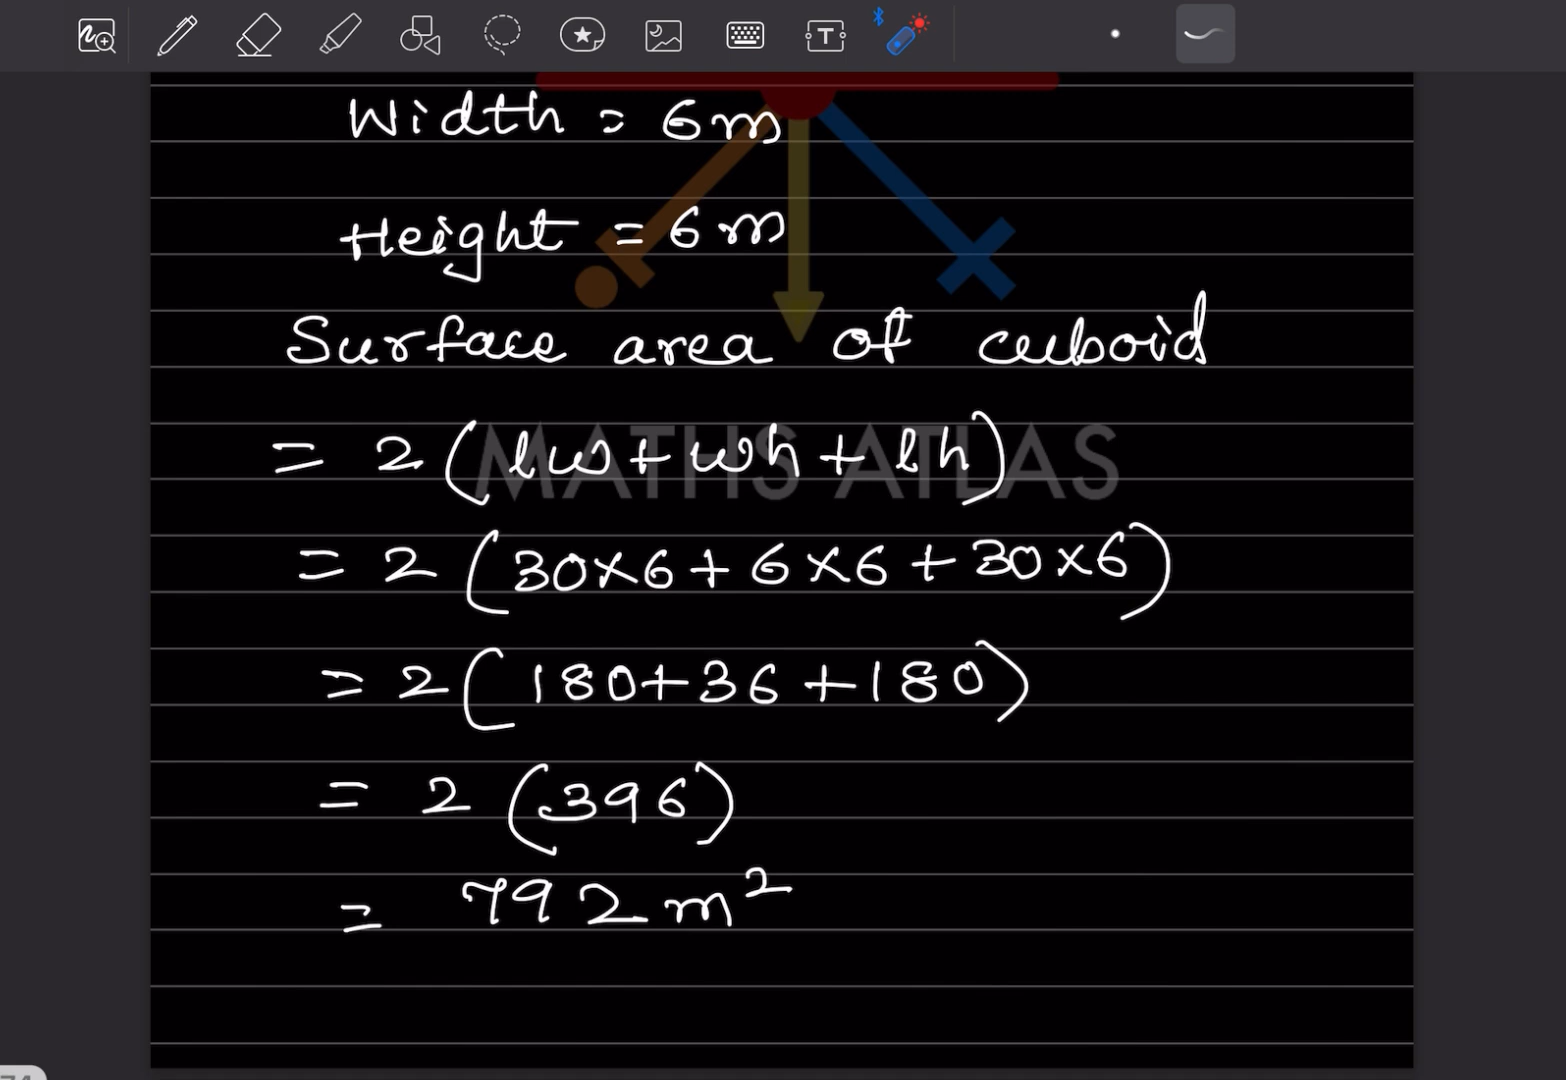 Width = 6m
Height = 6m
Surface area of cuboid
= 2 (lw + wh + lh)
MATHS ATLAS
= 2 (30×6 + 6×6 + 30×6)
= 2 (180+36+180)
= 2 (396)
= 792 m²